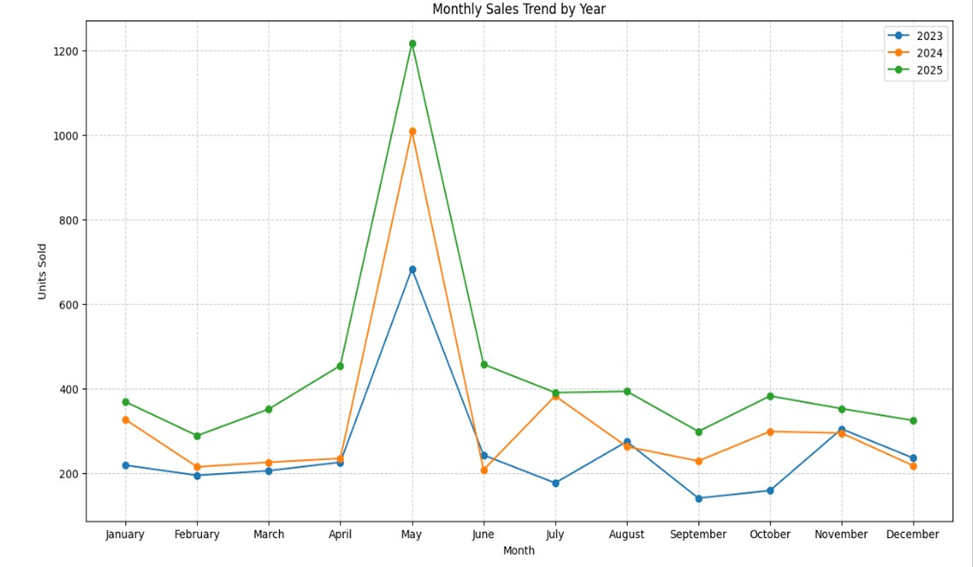 Monthly Sales Trend by Year
2023
2024
2025
1200
1000
800
600
400
200
Units Sold
January February March April May June July August September October November December
Month